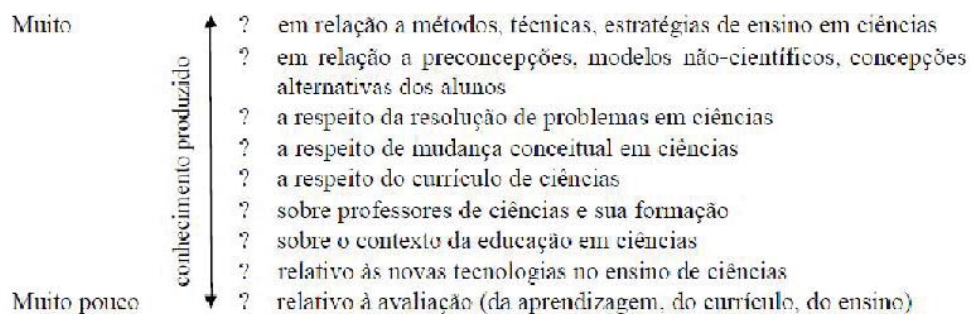 Muito ? em relação a métodos, técnicas, estratégias de ensino em ciências
? em relação a preconcepções, modelos não-científicos, concepções
alternativas dos alunos
? a respeito da resolução de problemas em ciências
? a respeito de mudança conceitual em ciências
? a respeito do currículo de ciências
? sobre professores de ciências e sua formação
? sobre o contexto da educação em ciências
? relativo às novas tecnologias no ensino de ciências
Muito pouco ? relativo à avaliação (da aprendizagem, do currículo, do ensino)
conhecimento produzido